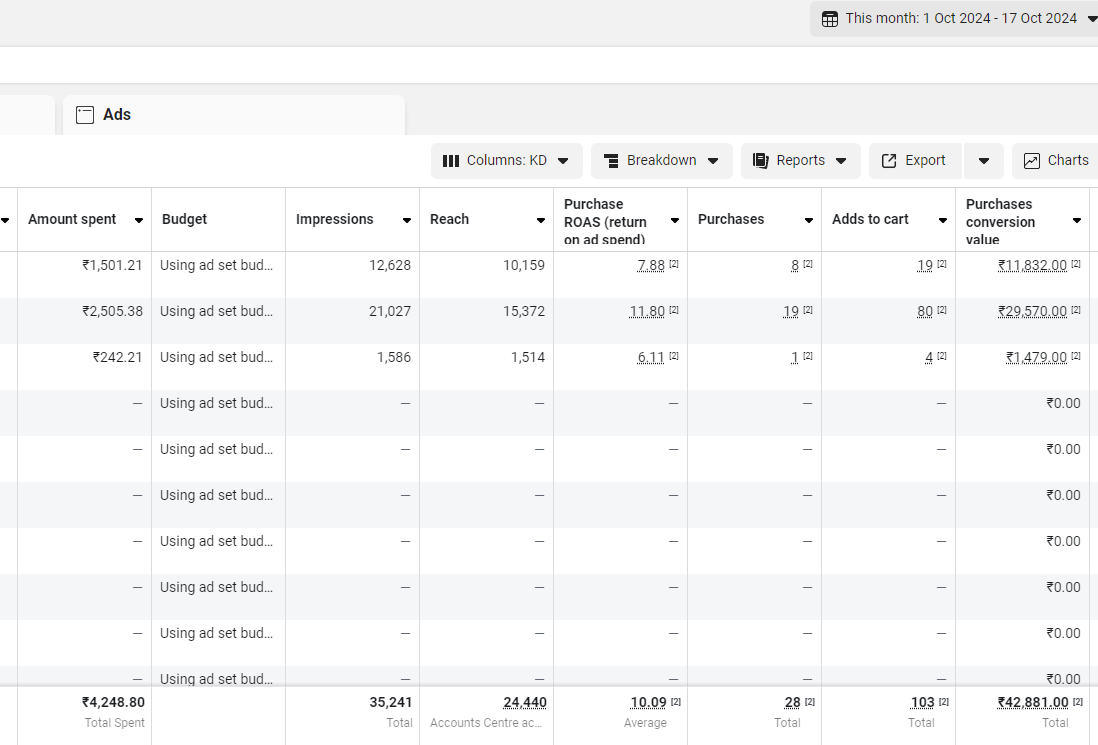 This month: 1 Oct 2024 - 17 Oct 2024
Ads
Columns: KD Breakdown Reports Export Charts
Amount spent Budget Impressions Reach Purchase ROAS (return on ad spend) Purchases Adds to cart Purchases conversion value
₹1,501.21 Using ad set bud... 12,628 10,159 7.88 [2] 8 [2] 19 [2] ₹11,832.00 [2]
₹2,505.38 Using ad set bud... 21,027 15,372 11.80 [2] 19 [2] 80 [2] ₹29,570.00 [2]
₹242.21 Using ad set bud... 1,586 1,514 6.11 [2] 1 [2] 4 [2] ₹1,479.00 [2]
— Using ad set bud... — — — — — ₹0.00
— Using ad set bud... — — — — — ₹0.00
— Using ad set bud... — — — — — ₹0.00
— Using ad set bud... — — — — — ₹0.00
— Using ad set bud... — — — — — ₹0.00
— Using ad set bud... — — — — — ₹0.00
— Using ad set bud... — — — — — ₹0.00
₹4,248.80 35,241 24,440 10.09 [2] 28 [2] 103 [2] ₹42,881.00 [2]
Total Spent Total Accounts Centre ac... Average Total Total Total